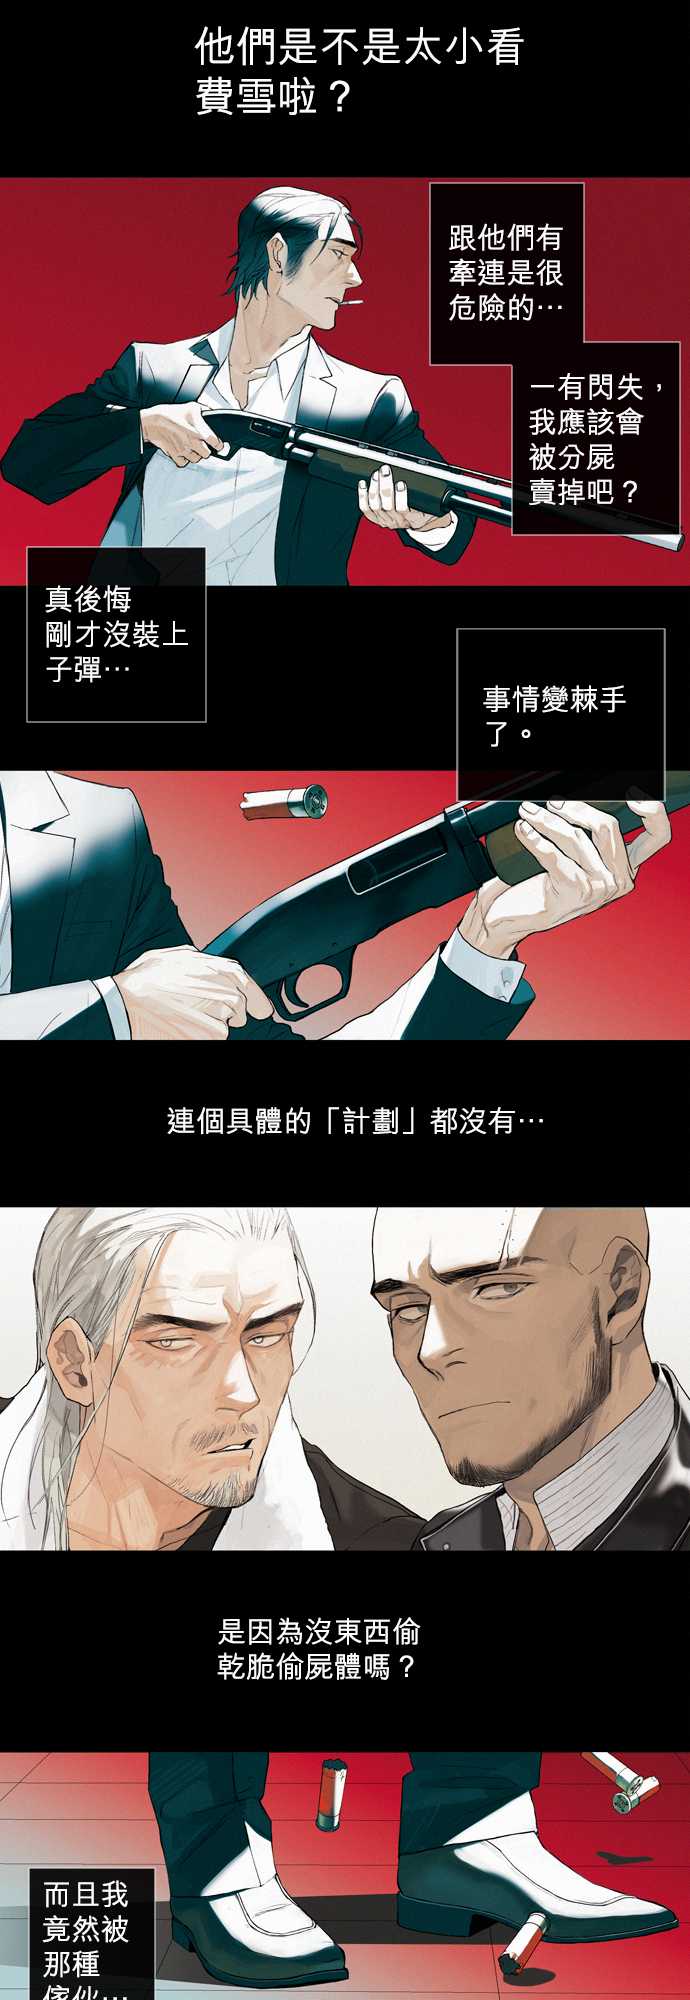 他們是不是太小看
費雪啦？
跟他們有
牽連是很
危險的…
一有閃失，
我應該會
被分屍
賣掉吧？
真後悔
剛才沒裝上
子彈…
事情變棘手
了。
連個具體的「計劃」都沒有…
是因為沒東西偷
乾脆偷屍體嗎？
而且我
竟然被
那種
傢伙…